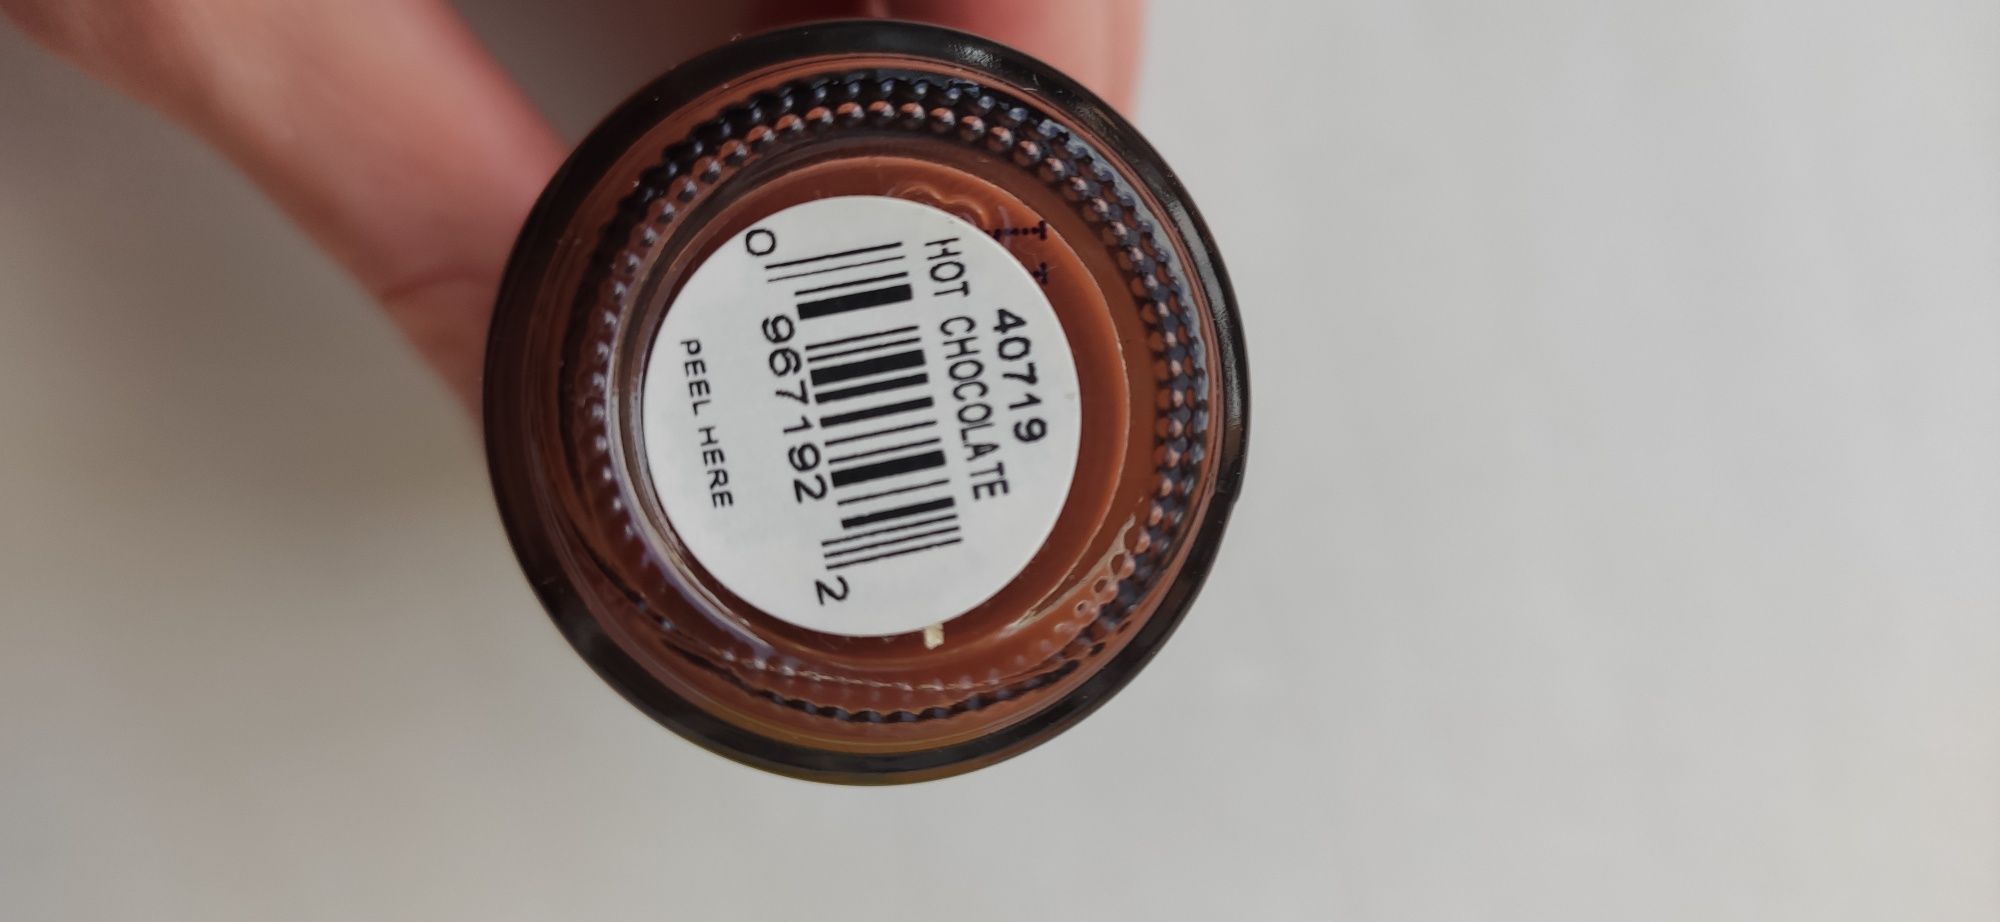 40719
HOT CHOCOLATE
0 967192 2
PEEL HERE